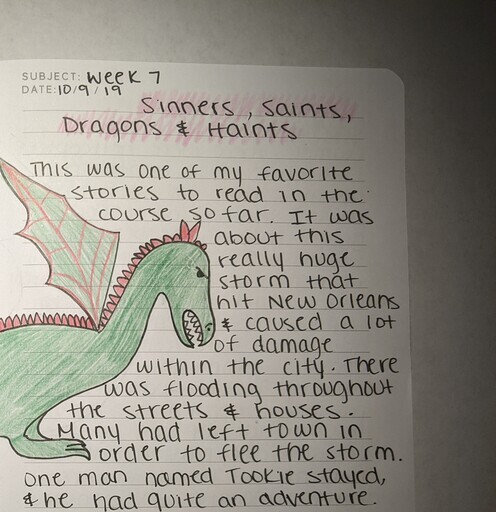 SUBJECT: Week 7
DATE: 10/9/19
Sinners, Saints,
Dragons & Haints
This was one of my favorite
stories to read in the
course so far. It was
about this
really huge
storm that
hit New Orleans
& caused a lot
of damage
within the city. There
was flooding throughout
the streets & houses.
Many had left town in
order to flee the storm.
One man named Tookie stayed,
& he had quite an adventure.